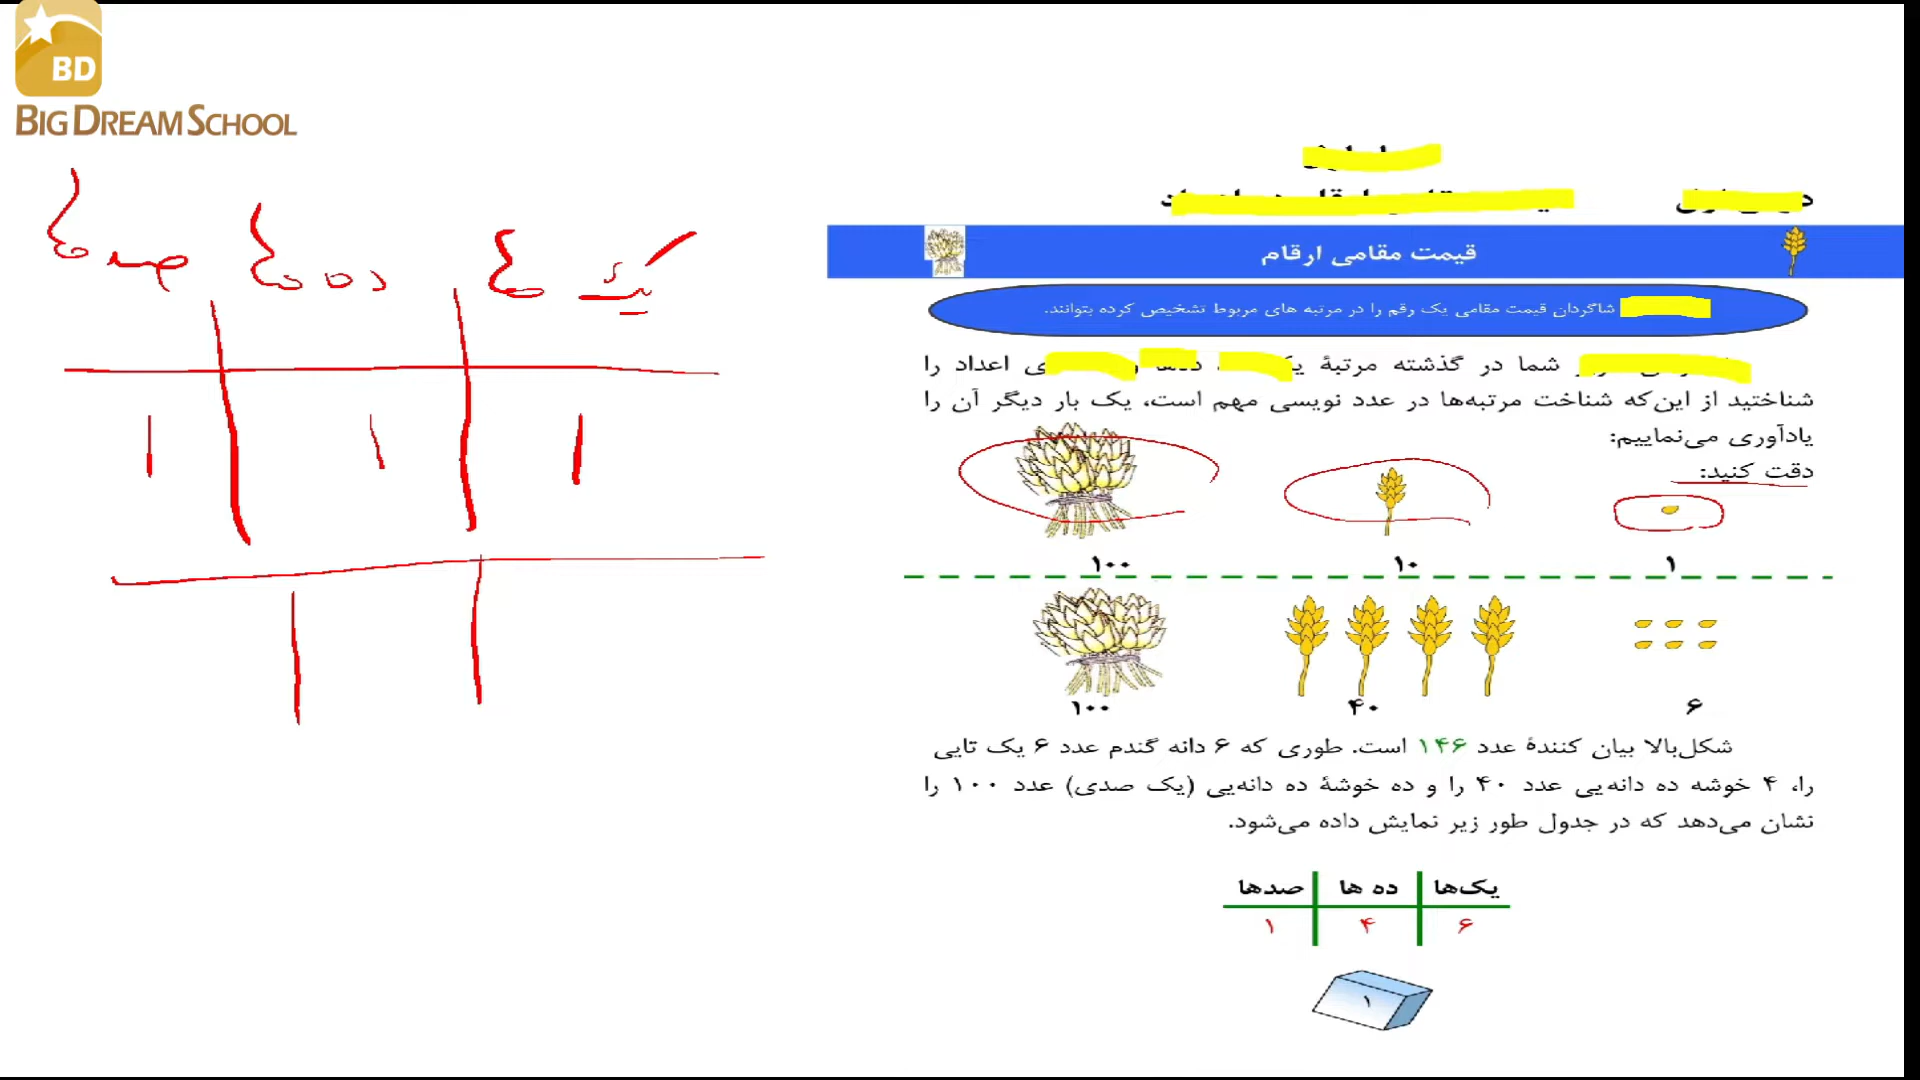 BD
BIG DREAM SCHOOL
یک ها
ده ها
صد ها
۱ ۱ ۱
قیمت مقامی ارقام
شاگردان قیمت مقامی یک رقم را در مرتبه های مربوط تشخیص کرده بتوانند.
شما در گذشته مرتبهٔ اعداد را
شناختید از این‌که شناخت مرتبه‌ها در عدد نویسی مهم است، یک بار دیگر آن را
یادآوری می‌نماییم:
دقت کنید:
۱ ۱۰ ۱۰۰
۶ ۴۰ ۱۰۰
شکل‌بالا بیان کنندهٔ عدد ۱۴۶ است. طوری که ۶ دانه گندم عدد ۶ یک تایی
را، ۴ خوشه ده دانه‌یی عدد ۴۰ را و ده خوشهٔ ده دانه‌یی (یک صدی) عدد ۱۰۰ را
نشان می‌دهد که در جدول طور زیر نمایش داده می‌شود.
یک‌ها ده ها صدها
۶ ۴ ۱
۱